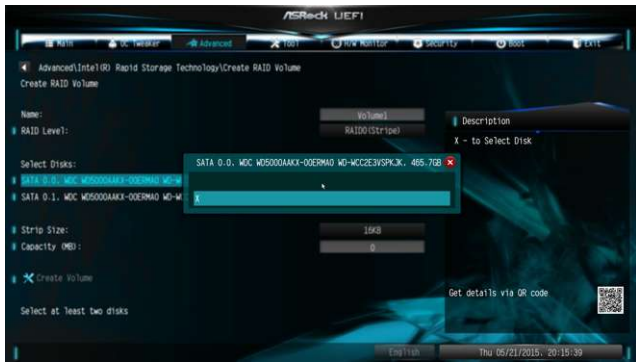 ASRock UEFI
Main OC Tweaker Advanced Tool H/W Monitor Security Boot Exit
Advanced\Intel(R) Rapid Storage Technology\Create RAID Volume
Create RAID Volume
Name: Volume1
RAID Level: RAID0(Stripe)
Select Disks:
SATA 0.0, WDC WD5000AAKX-00ERMA0 WD-W
SATA 0.1, WDC WD5000AAKX-00ERMA0 WD-W
Strip Size: 16KB
Capacity (MB): 0
Create Volume
Select at least two disks
SATA 0.0, WDC WD5000AAKX-00ERMA0 WD-WCC2E3VSPKJK, 465.7GB
X
Description
X - to Select Disk
Get details via QR code
English Thu 05/21/2015, 20:15:39